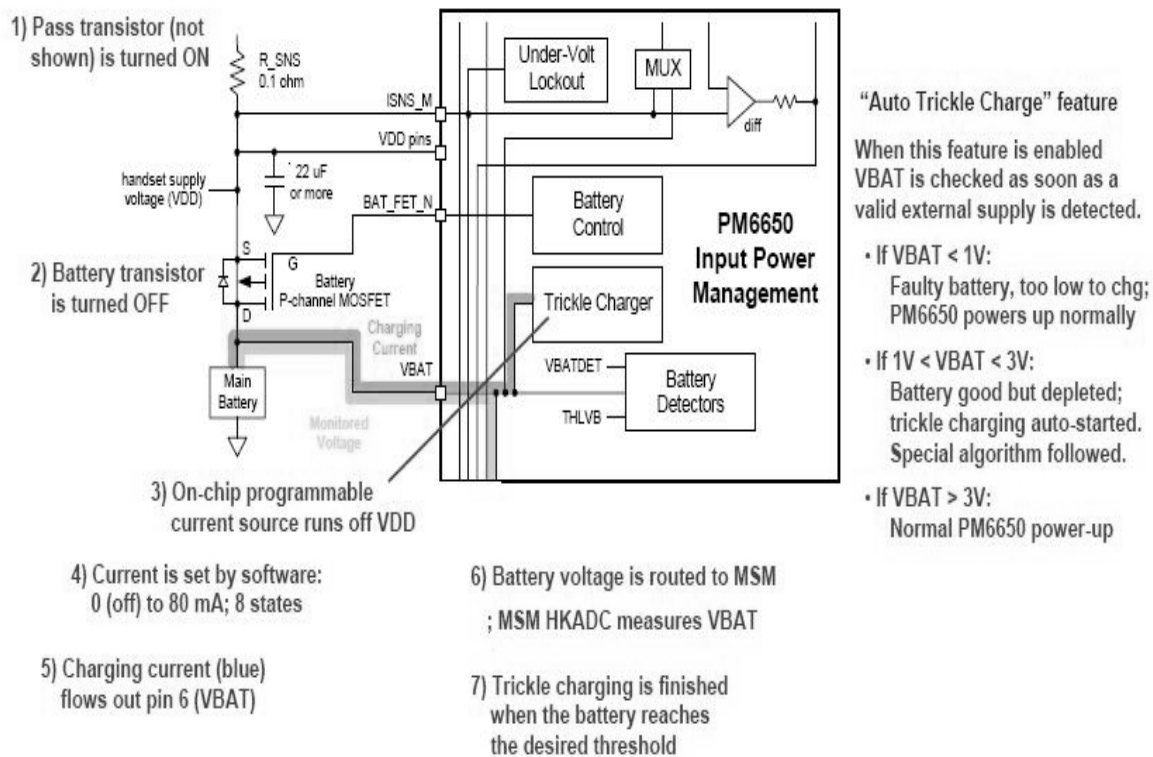 1) Pass transistor (not
shown) is turned ON
R_SNS
0.1 ohm
ISNS_M
VDD pins
handset supply
voltage (VDD)
22 uF
or more
BAT_FET_N
S
G
D
Battery
P-channel MOSFET
2) Battery transistor
is turned OFF
Charging
Current
VBAT
Main
Battery
Monitored
Voltage
Under-Volt
Lockout
MUX
diff
Battery
Control
PM6650
Input Power
Management
Trickle Charger
VBATDET
THLVB
Battery
Detectors
3) On-chip programmable
current source runs off VDD
4) Current is set by software:
0 (off) to 80 mA; 8 states
5) Charging current (blue)
flows out pin 6 (VBAT)
6) Battery voltage is routed to MSM
; MSM HKADC measures VBAT
7) Trickle charging is finished
when the battery reaches
the desired threshold
“Auto Trickle Charge” feature
When this feature is enabled
VBAT is checked as soon as a
valid external supply is detected.
• If VBAT < 1V:
Faulty battery, too low to chg;
PM6650 powers up normally
• If 1V < VBAT < 3V:
Battery good but depleted;
trickle charging auto-started.
Special algorithm followed.
• If VBAT > 3V:
Normal PM6650 power-up